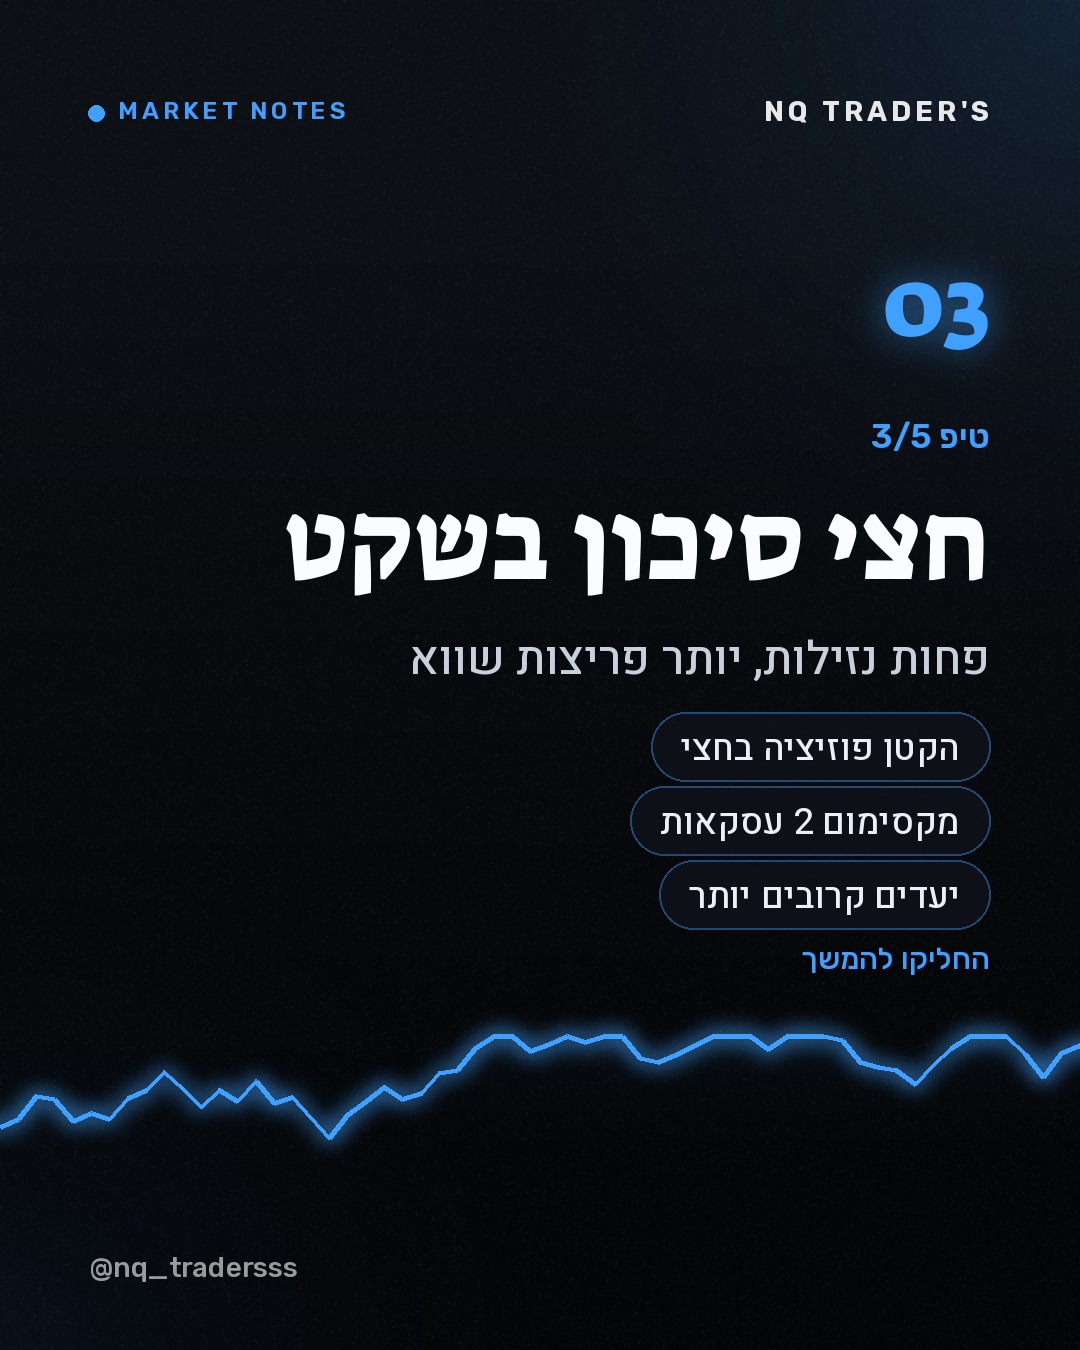 MARKET NOTES
NQ TRADER'S
03
טיפ 3/5
חצי סיכון בשקט
פחות נזילות, יותר פריצות שווא
הקטן פוזיציה בחצי
מקסימום 2 עסקאות
יעדים קרובים יותר
החליקו להמשך
@nq_tradersss